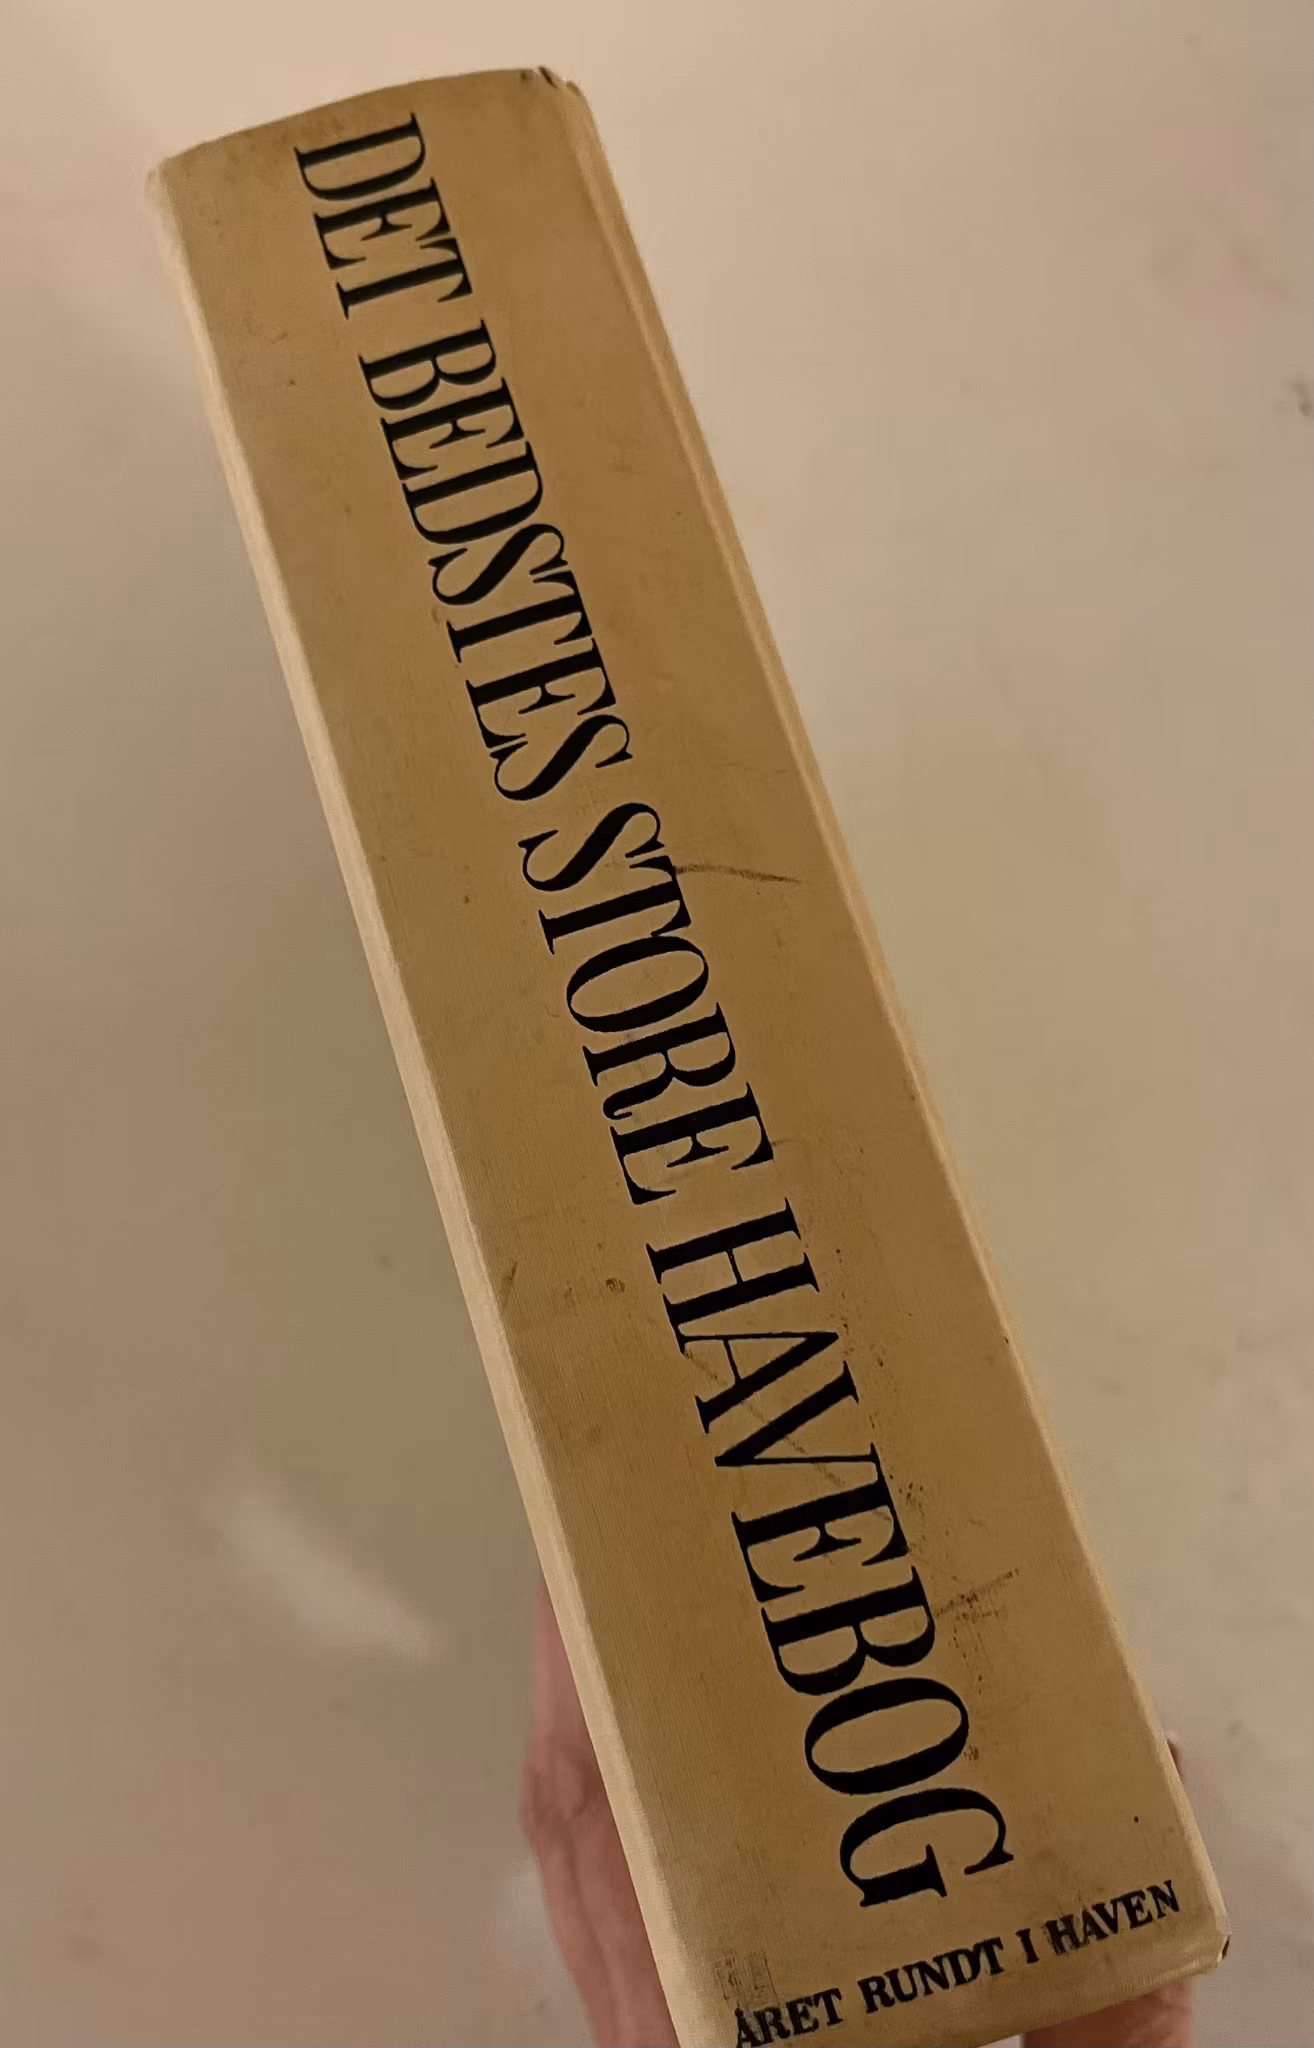 DET BEDSTES STORE HAVEBOG
ÅRET RUNDT I HAVEN